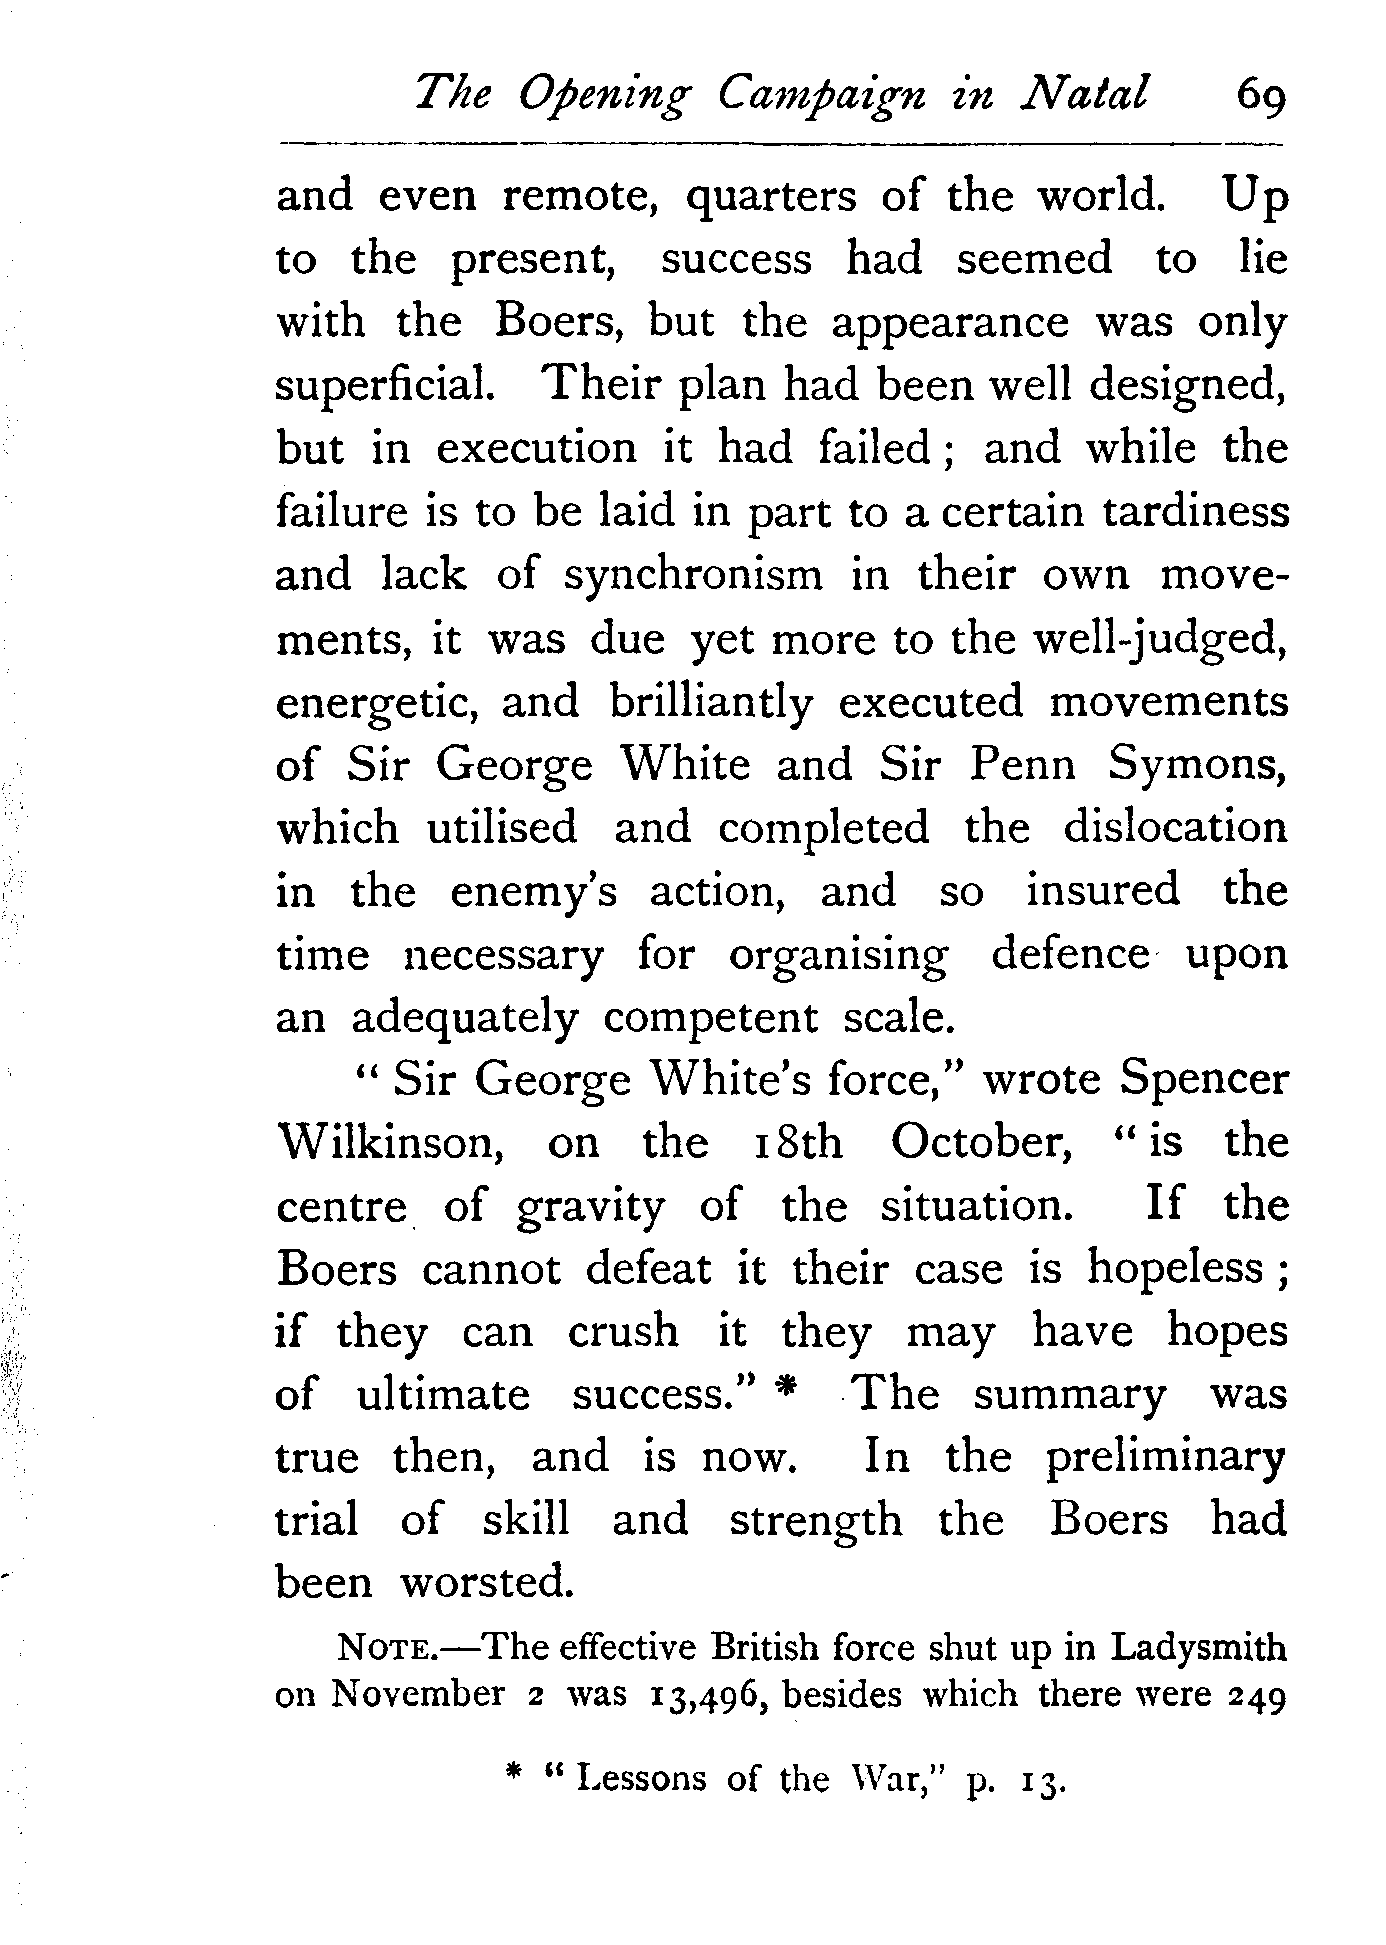 The Opening Campaign in Natal 69
and even remote, quarters of the world. Up
to the present, success had seemed to lie
with the Boers, but the appearance was only
superficial. Their plan had been well designed,
but in execution it had failed ; and while the
failure is to be laid in part to a certain tardiness
and lack of synchronism in their own move-
ments, it was due yet more to the well-judged,
energetic, and brilliantly executed movements
of Sir George White and Sir Penn Symons,
which utilised and completed the dislocation
in the enemy's action, and so insured the
time necessary for organising defence upon
an adequately competent scale.
“ Sir George White's force,” wrote Spencer
Wilkinson, on the 18th October, “ is the
centre of gravity of the situation. If the
Boers cannot defeat it their case is hopeless ;
if they can crush it they may have hopes
of ultimate success.” * The summary was
true then, and is now. In the preliminary
trial of skill and strength the Boers had
been worsted.
NOTE.—The effective British force shut up in Ladysmith
on November 2 was 13,496, besides which there were 249
* “ Lessons of the War,” p. 13.